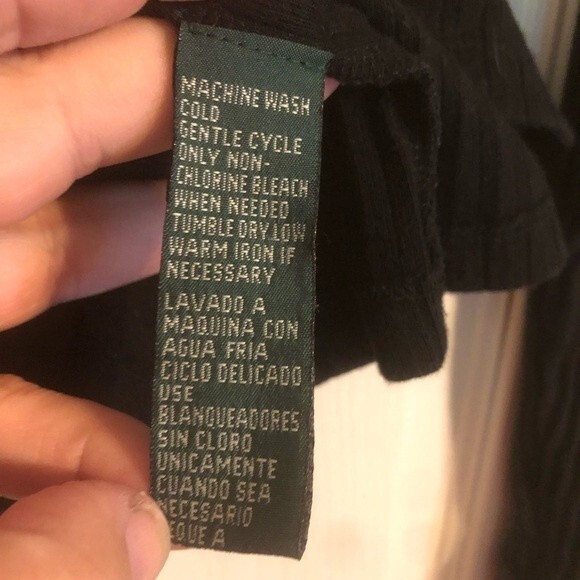 MACHINE WASH
COLD
GENTLE CYCLE
ONLY NON-
CHLORINE BLEACH
WHEN NEEDED
TUMBLE DRY LOW
WARM IRON IF
NECESSARY
LAVADO A
MAQUINA CON
AGUA FRIA
CICLO DELICADO
USE
BLANQUEADORES
SIN CLORO
UNICAMENTE
CUANDO SEA
NECESARIO
A